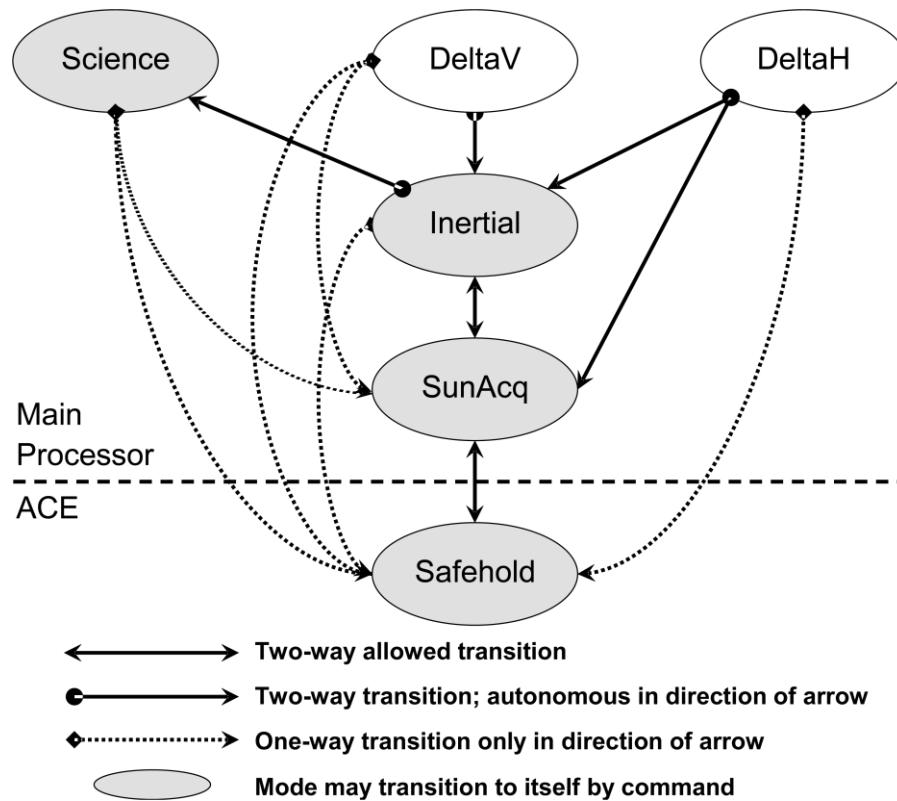 Science
DeltaV
DeltaH
Inertial
SunAcq
Main
Processor
ACE
Safehold
Two-way allowed transition
Two-way transition; autonomous in direction of arrow
One-way transition only in direction of arrow
Mode may transition to itself by command